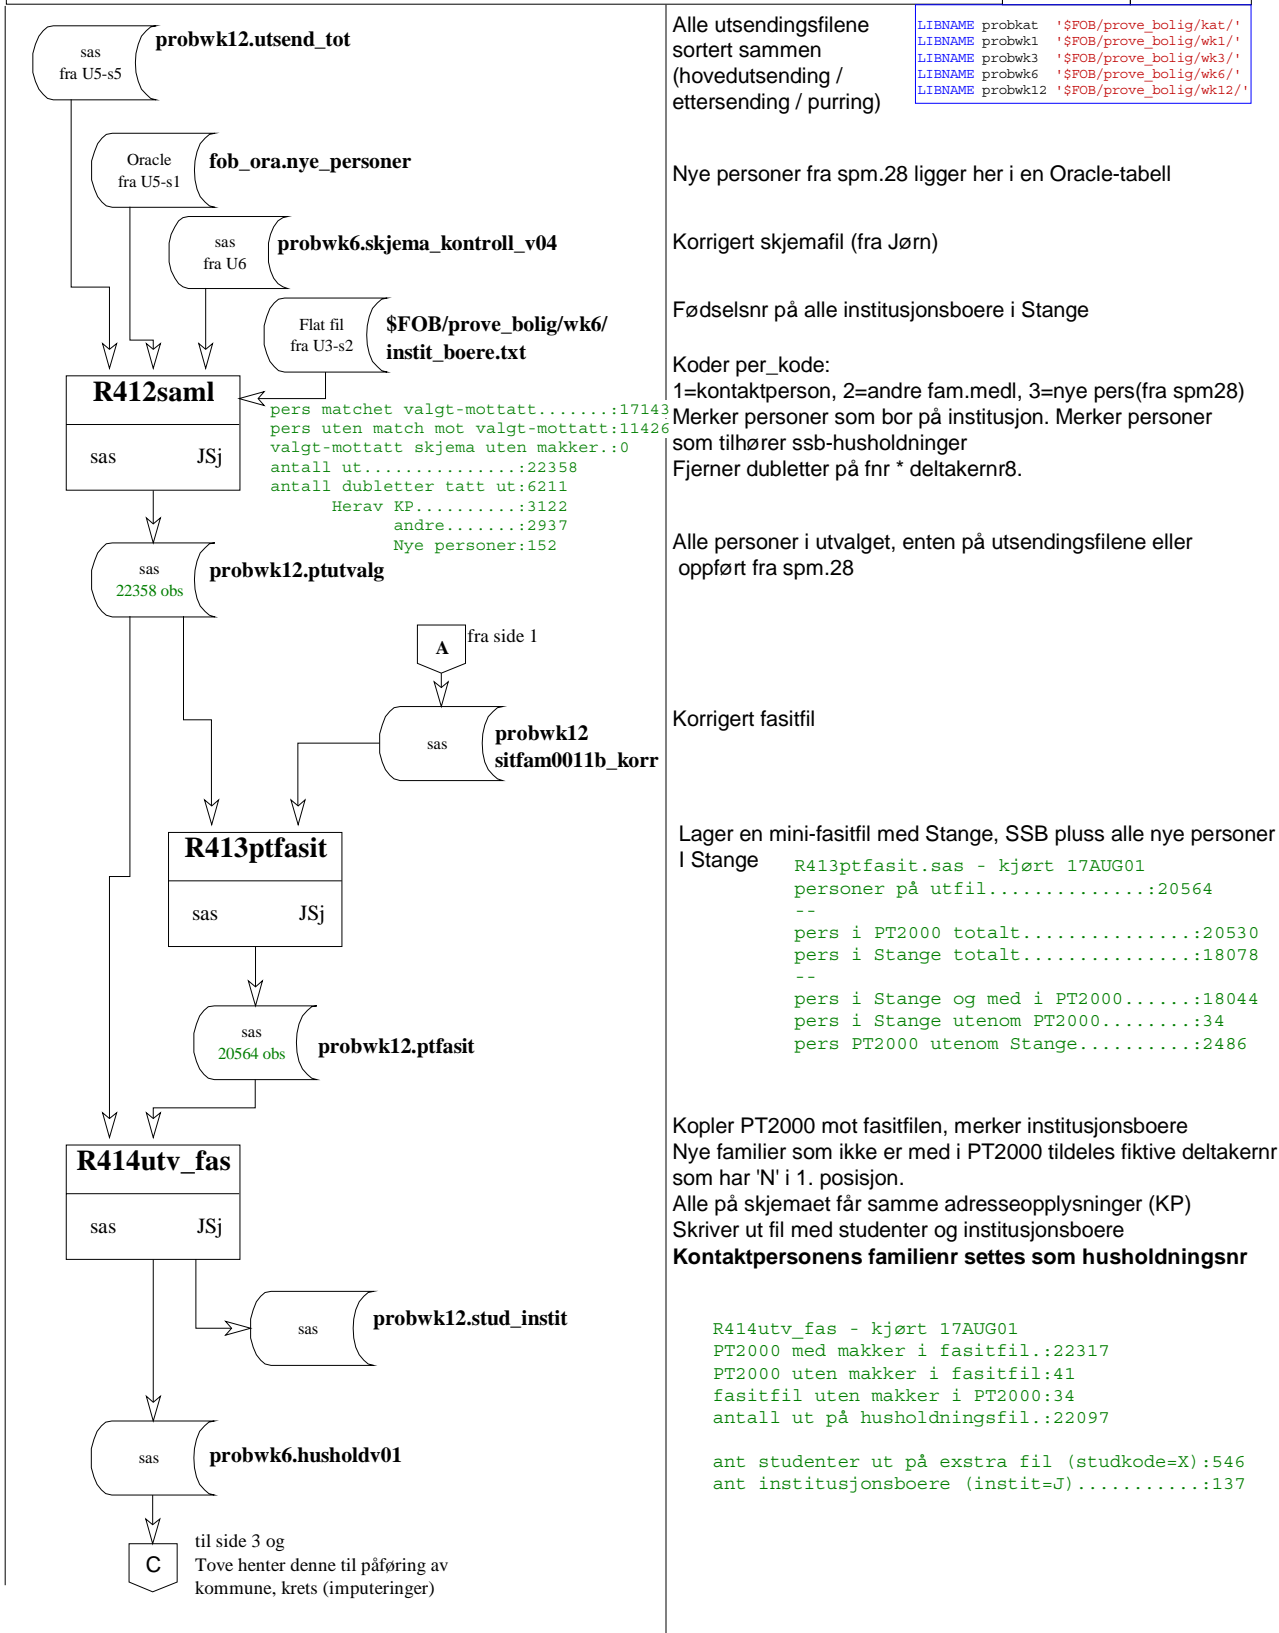 sas
fra U5-s5
probwk12.utsend_tot
Alle utsendingsfilene
sortert sammen
(hovedutsending /
ettersending / purring)
LIBNAME probkat '$FOB/prove_bolig/kat/'
LIBNAME probwk1 '$FOB/prove_bolig/wk1/'
LIBNAME probwk3 '$FOB/prove_bolig/wk3/'
LIBNAME probwk6 '$FOB/prove_bolig/wk6/'
LIBNAME probwk12 '$FOB/prove_bolig/wk12/'
Oracle
fra U5-s1
fob_ora.nye_personer
Nye personer fra spm.28 ligger her i en Oracle-tabell
sas
fra U6
probwk6.skjema_kontroll_v04
Korrigert skjemafil (fra Jørn)
Flat fil
fra U3-s2
$FOB/prove_bolig/wk6/
instit_boere.txt
Fødselsnr på alle institusjonsboere i Stange
R412saml
sas JSj
pers matchet valgt-mottatt.......:17143
pers uten match mot valgt-mottatt:11426
valgt-mottatt skjema uten makker.:0
antall ut...............:22358
antall dubletter tatt ut:6211
Herav KP..........:3122
andre.......:2937
Nye personer:152
Koder per_kode:
1=kontaktperson, 2=andre fam.medl, 3=nye pers(fra spm28)
Merker personer som bor på institusjon. Merker personer
som tilhører ssb-husholdninger
Fjerner dubletter på fnr * deltakernr8.
sas
22358 obs
probwk12.ptutvalg
Alle personer i utvalget, enten på utsendingsfilene eller
oppført fra spm.28
A
fra side 1
sas
probwk12
sitfam0011b_korr
Korrigert fasitfil
R413ptfasit
sas JSj
Lager en mini-fasitfil med Stange, SSB pluss alle nye personer
I Stange
R413ptfasit.sas - kjørt 17AUG01
personer på utfil..............:20564
--
pers i PT2000 totalt...............:20530
pers i Stange totalt...............:18078
--
pers i Stange og med i PT2000......:18044
pers i Stange utenom PT2000........:34
pers PT2000 utenom Stange..........:2486
sas
20564 obs
probwk12.ptfasit
R414utv_fas
sas JSj
Kopler PT2000 mot fasitfilen, merker institusjonsboere
Nye familier som ikke er med i PT2000 tildeles fiktive deltakernr
som har 'N' i 1. posisjon.
Alle på skjemaet får samme adresseopplysninger (KP)
Skriver ut fil med studenter og institusjonsboere
Kontaktpersonens familienr settes som husholdningsnr
sas
probwk12.stud_instit
R414utv_fas - kjørt 17AUG01
PT2000 med makker i fasitfil.:22317
PT2000 uten makker i fasitfil:41
fasitfil uten makker i PT2000:34
antall ut på husholdningsfil.:22097
ant studenter ut på exstra fil (studkode=X):546
ant institusjonsboere (instit=J)...........:137
sas
probwk6.husholdv01
C
til side 3 og
Tove henter denne til påføring av
kommune, krets (imputeringer)